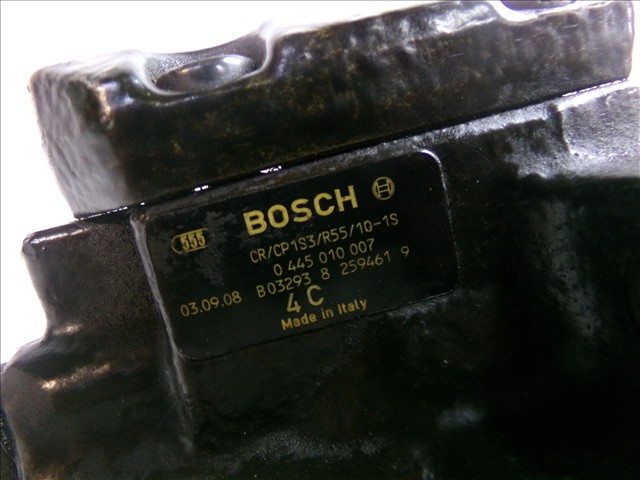 BOSCH
555
CR/CP1S3/R55/10-1S
0 445 010 007
03.09.08 B03293 8 259461 9
4 C
Made in Italy